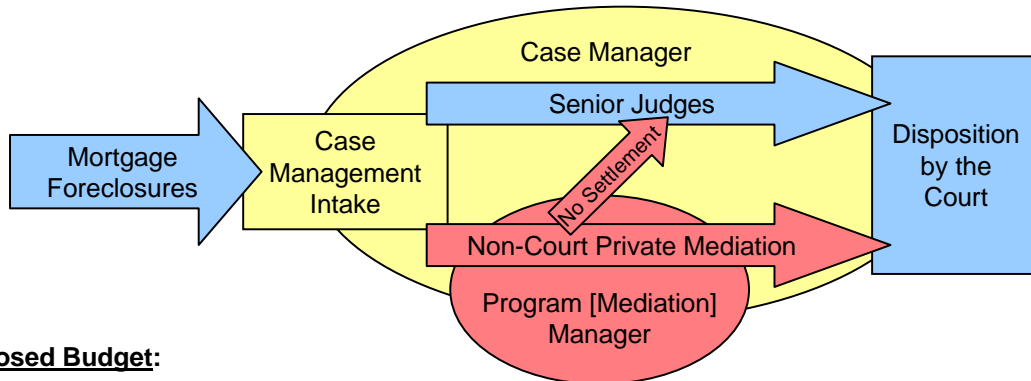 Case Manager
Senior Judges
Mortgage
Foreclosures
Case
Management
Intake
No Settlement
Disposition
by the
Court
Non-Court Private Mediation
Program [Mediation]
Manager
osed Budget: